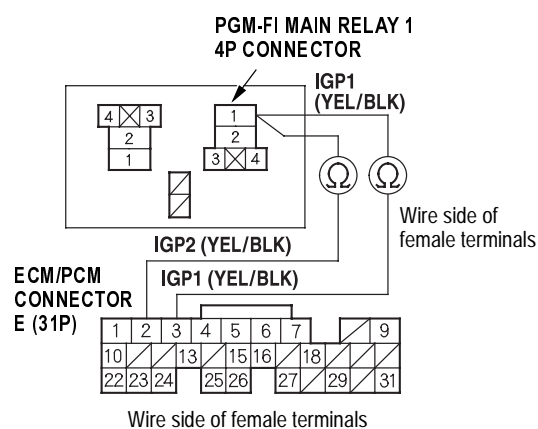 PGM-FI MAIN RELAY 1
4P CONNECTOR
IGP1
(YEL/BLK)
4 3
2
1
1
2
3 4
Ω Ω
Wire side of
female terminals
IGP2 (YEL/BLK)
IGP1 (YEL/BLK)
ECM/PCM
CONNECTOR
E (31P)
1 2 3 4 5 6 7 9
10 13 15 16 18
22 23 24 25 26 27 29 31
Wire side of female terminals